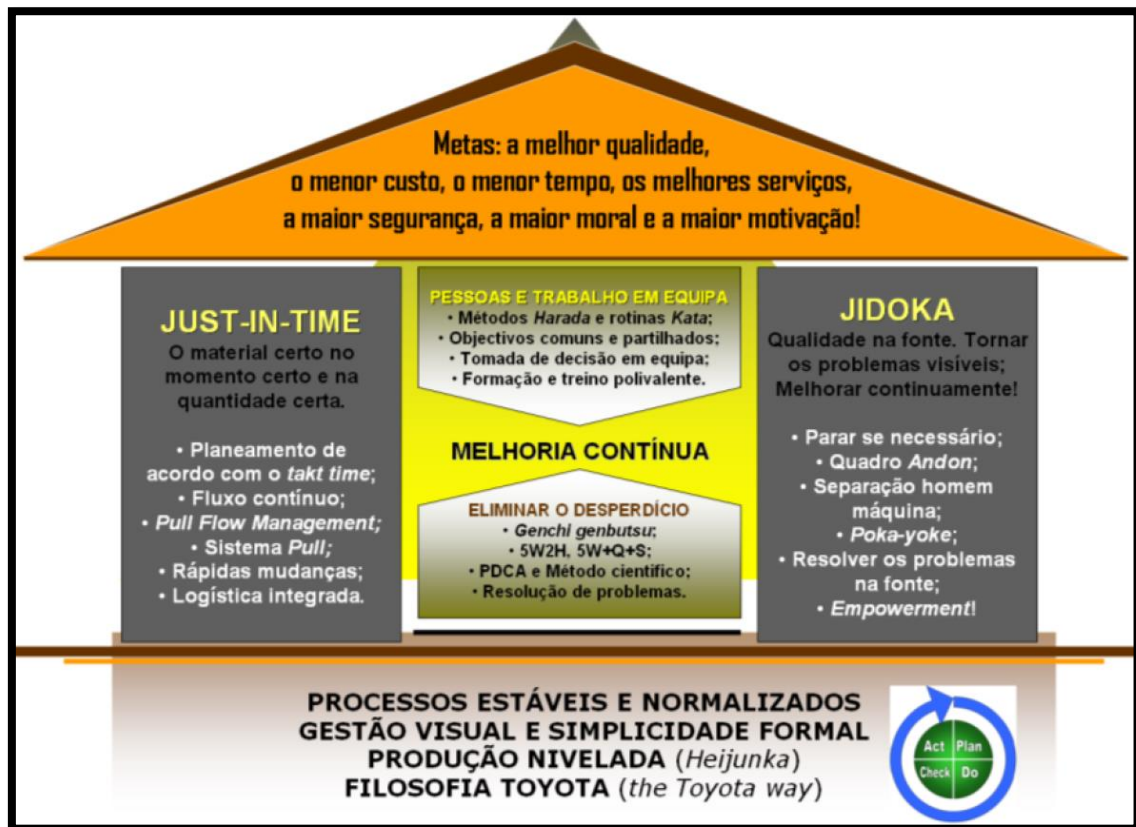 Metas: a melhor qualidade,
o menor custo, o menor tempo, os melhores serviços,
a maior segurança, a maior moral e a maior motivação!
JUST-IN-TIME
O material certo no
momento certo e na
quantidade certa.
• Planeamento de
acordo com o takt time;
• Fluxo contínuo;
• Pull Flow Management;
• Sistema Pull;
• Rápidas mudanças;
• Logística integrada.
PESSOAS E TRABALHO EM EQUIPA
• Métodos Harada e rotinas Kata;
• Objectivos comuns e partilhados;
• Tomada de decisão em equipa;
• Formação e treino polivalente.
MELHORIA CONTÍNUA
ELIMINAR O DESPERDÍCIO
• Genchi genbutsu;
• 5W2H, 5W+Q+S;
• PDCA e Método cientifico;
• Resolução de problemas.
JIDOKA
Qualidade na fonte. Tornar
os problemas visíveis;
Melhorar continuamente!
• Parar se necessário;
• Quadro Andon;
• Separação homem
máquina;
• Poka-yoke;
• Resolver os problemas
na fonte;
• Empowerment!
PROCESSOS ESTÁVEIS E NORMALIZADOS
GESTÃO VISUAL E SIMPLICIDADE FORMAL
PRODUÇÃO NIVELADA (Heijunka)
FILOSOFIA TOYOTA (the Toyota way)
Act Plan
Check Do